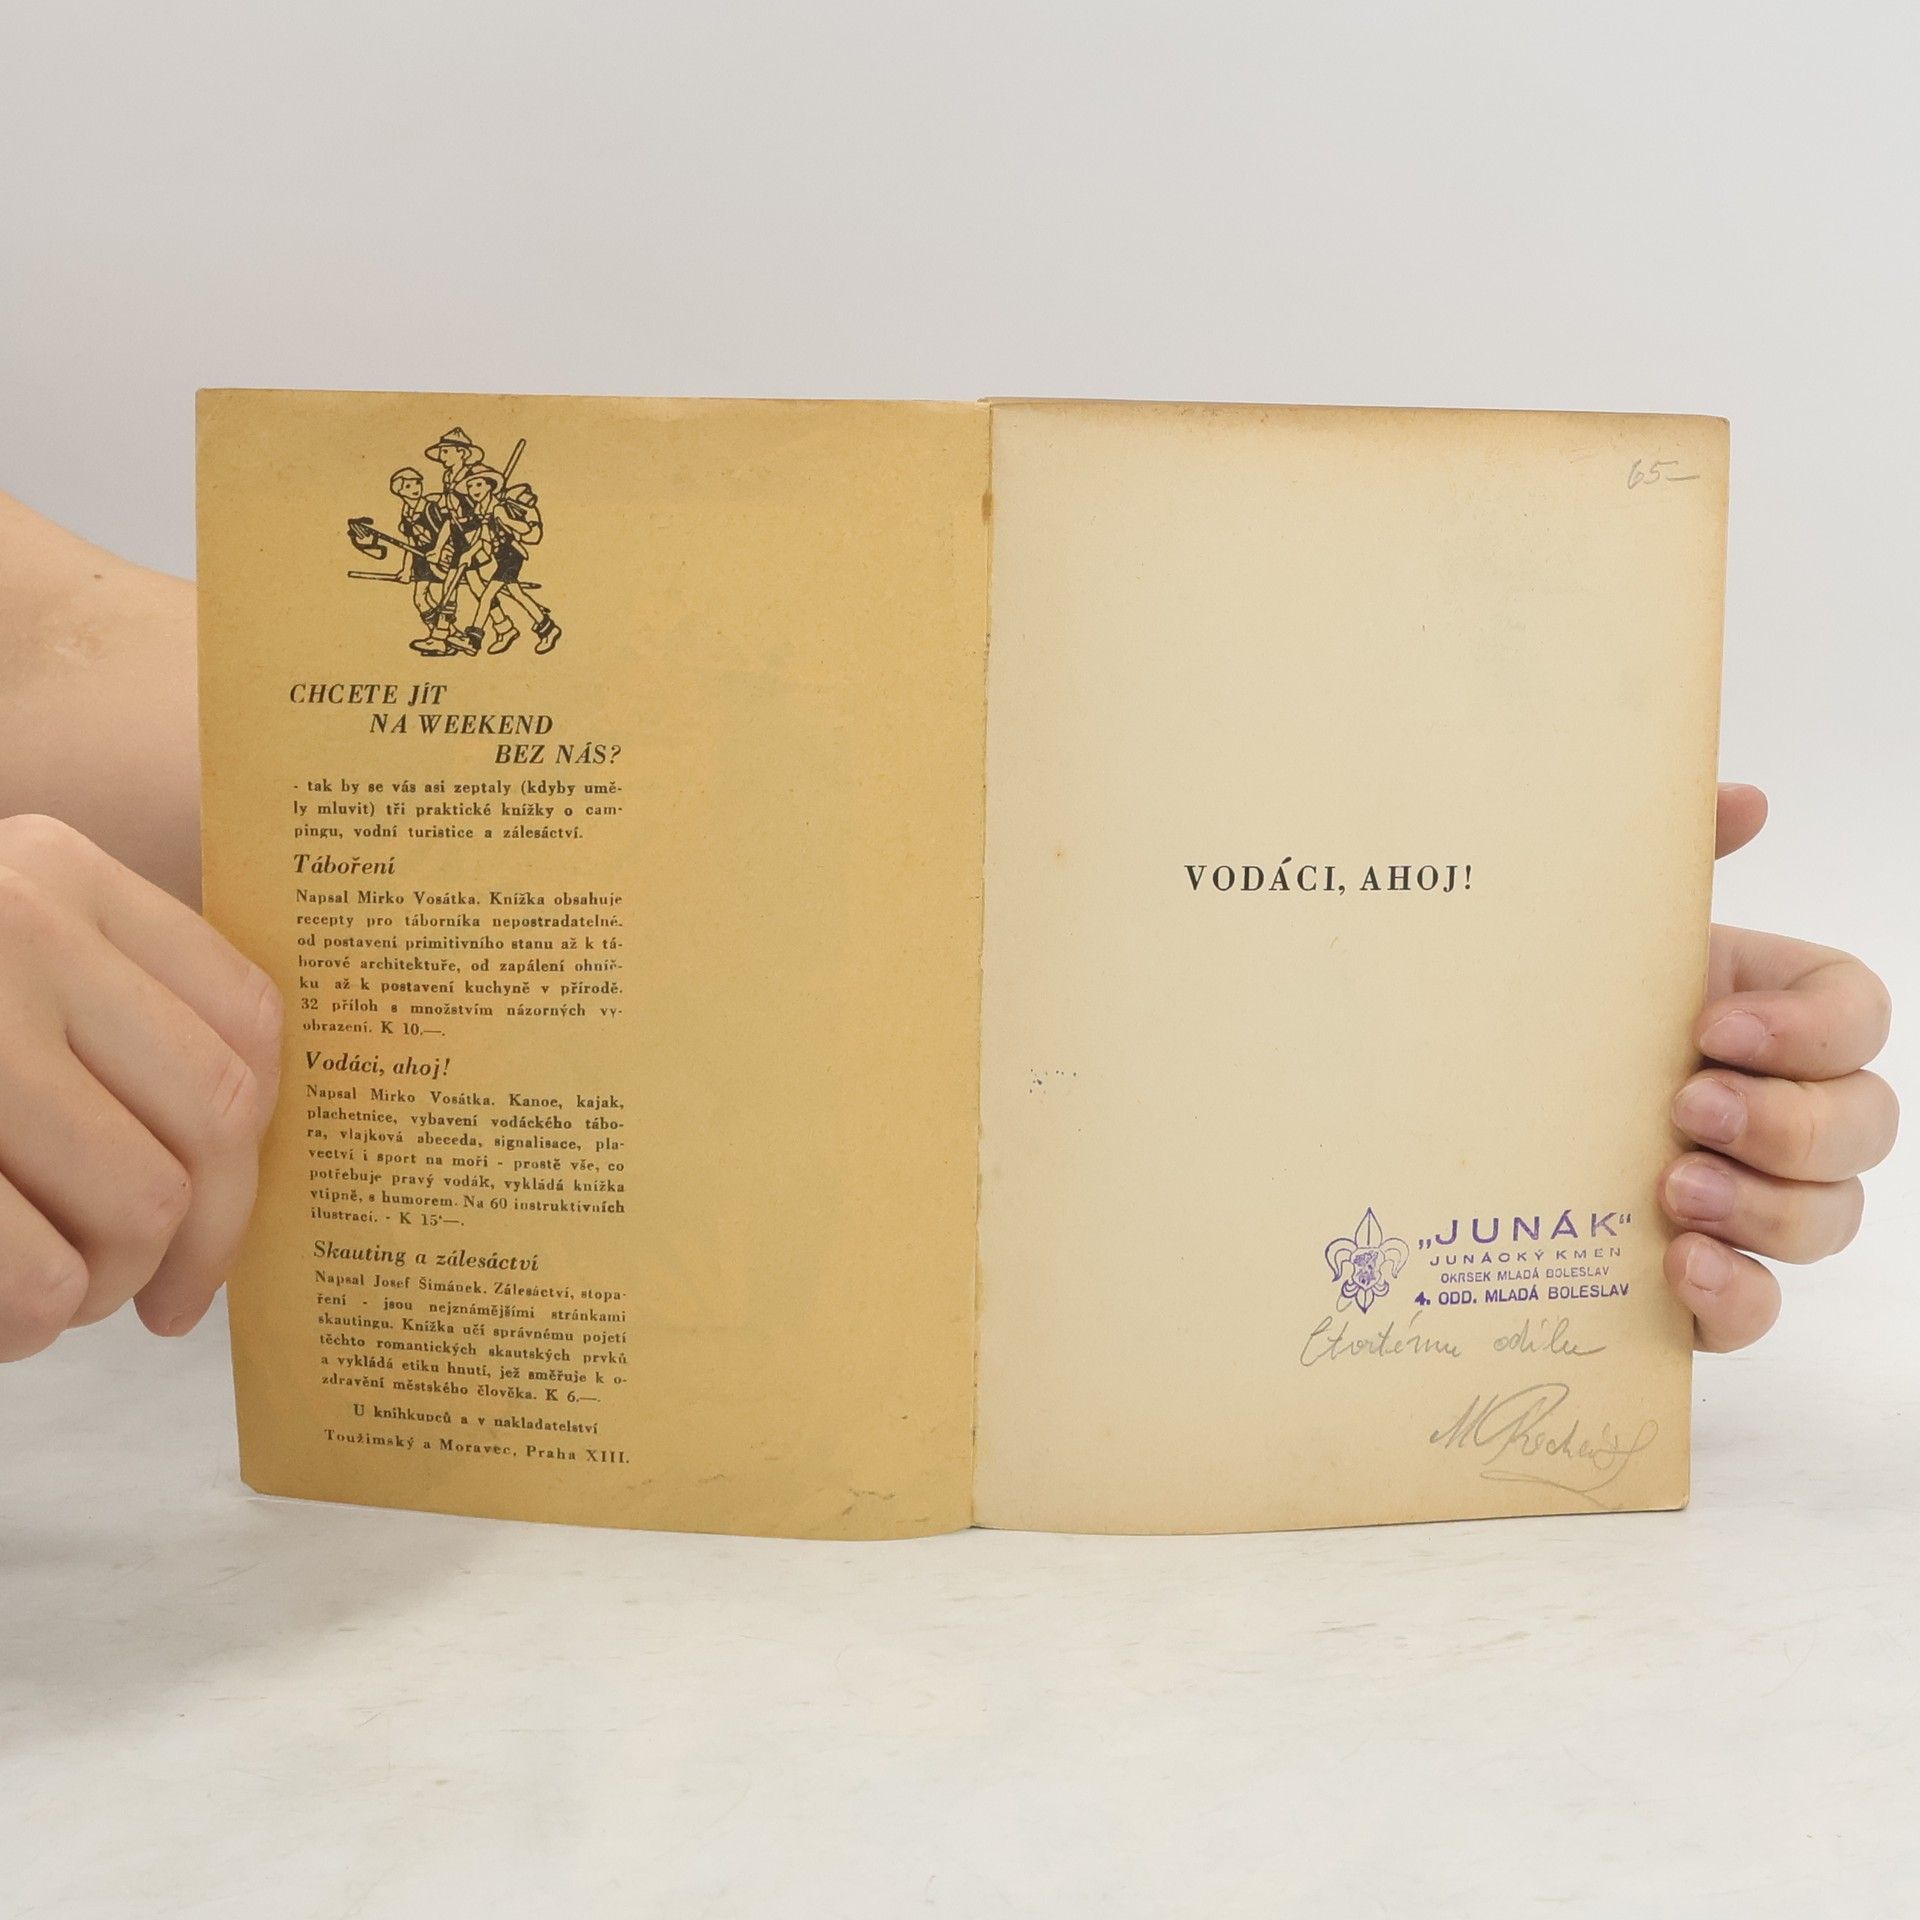 CHCETE JÍT
NA WEEKEND
BEZ NÁS?
- tak by se vás asi zeptaly (kdyby umě-
ly mluvit) tři praktické knížky o cam-
pingu, vodní turistice a zálesáctví.
Táboření
Napsal Mirko Vosátka. Knížka obsahuje
recepty pro táborníka nepostradatelné.
od postavení primitivního stanu až k tá-
borové architektuře, od zapálení ohníč-
ku až k postavení kuchyně v přírodě.
32 příloh s množstvím názorných vy-
obrazení. K 10.—.
Vodáci, ahoj!
Napsal Mirko Vosátka. Kanoe, kajak,
plachetnice, vybavení vodáckého tábo-
ra, vlajková abeceda, signalisace, pla-
vectví i sport na moři - prostě vše, co
potřebuje pravý vodák, vykládá knížka
vtipně, s humorem. Na 60 instruktivních
ilustrací. - K 15'—.
Skauting a zálesáctví
Napsal Josef Šimánek. Zálesáctví, stopa-
ření - jsou nejznámějšími stránkami
skautingu. Knížka učí správnému pojetí
těchto romantických skautských prvků
a vykládá etiku hnutí, jež směřuje k o-
zdravění městského člověka. K 6.—.
U knihkupců a v nakladatelství
Toužimský a Moravec, Praha XIII.
65—
VODÁCI, AHOJ!
„JUNÁK“
JUNÁCKÝ KMEN
OKRSEK MLADÁ BOLESLAV
4. ODD. MLADÁ BOLESLAV
Čtvrtému oddílu